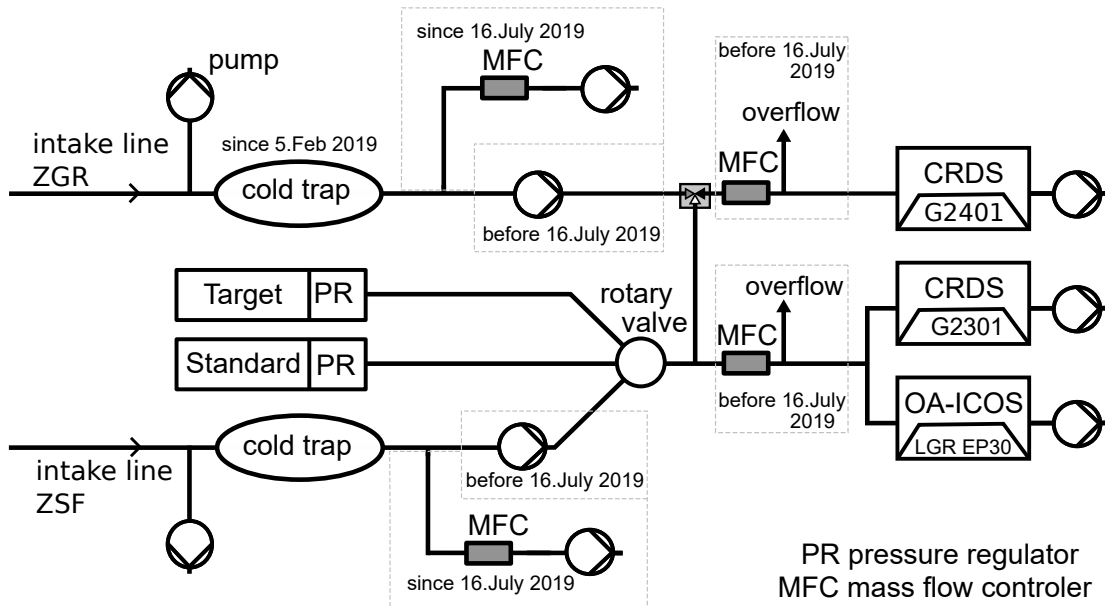 since 16.July 2019
MFC
before 16.July
2019
pump
overflow
intake line
ZGR
since 5.Feb 2019
cold trap
MFC
CRDS
G2401
before 16.July 2019
Target
PR
rotary
valve
overflow
MFC
CRDS
G2301
Standard
PR
before 16.July
2019
OA-ICOS
LGR EP30
cold trap
intake line
ZSF
before 16.July 2019
MFC
since 16.July 2019
PR pressure regulator
MFC mass flow controler